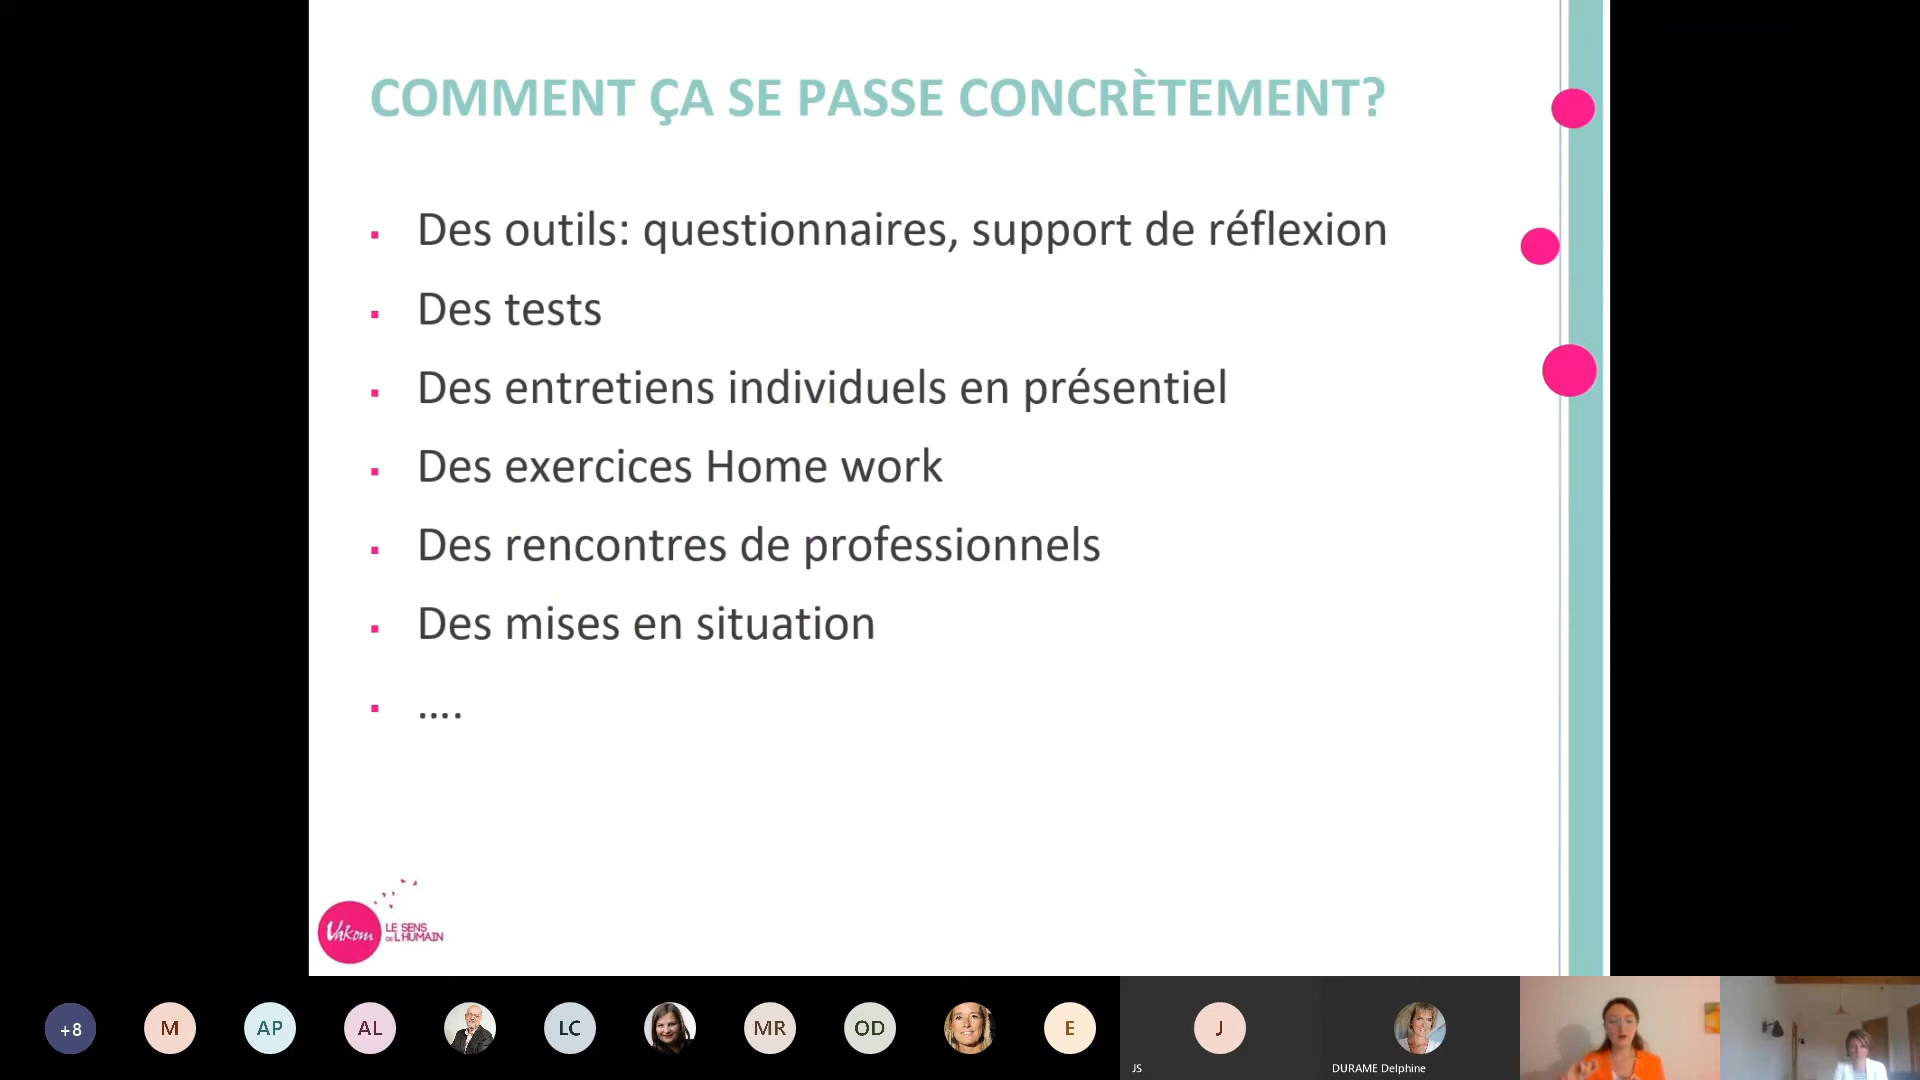 COMMENT ÇA SE PASSE CONCRÈTEMENT?
▪ Des outils: questionnaires, support de réflexion
▪ Des tests
▪ Des entretiens individuels en présentiel
▪ Des exercices Home work
▪ Des rencontres de professionnels
▪ Des mises en situation
▪ ....
Vakom LE SENS
DE L'HUMAIN
+8 M AP AL LC MR OD E J
JS DURAME Delphine